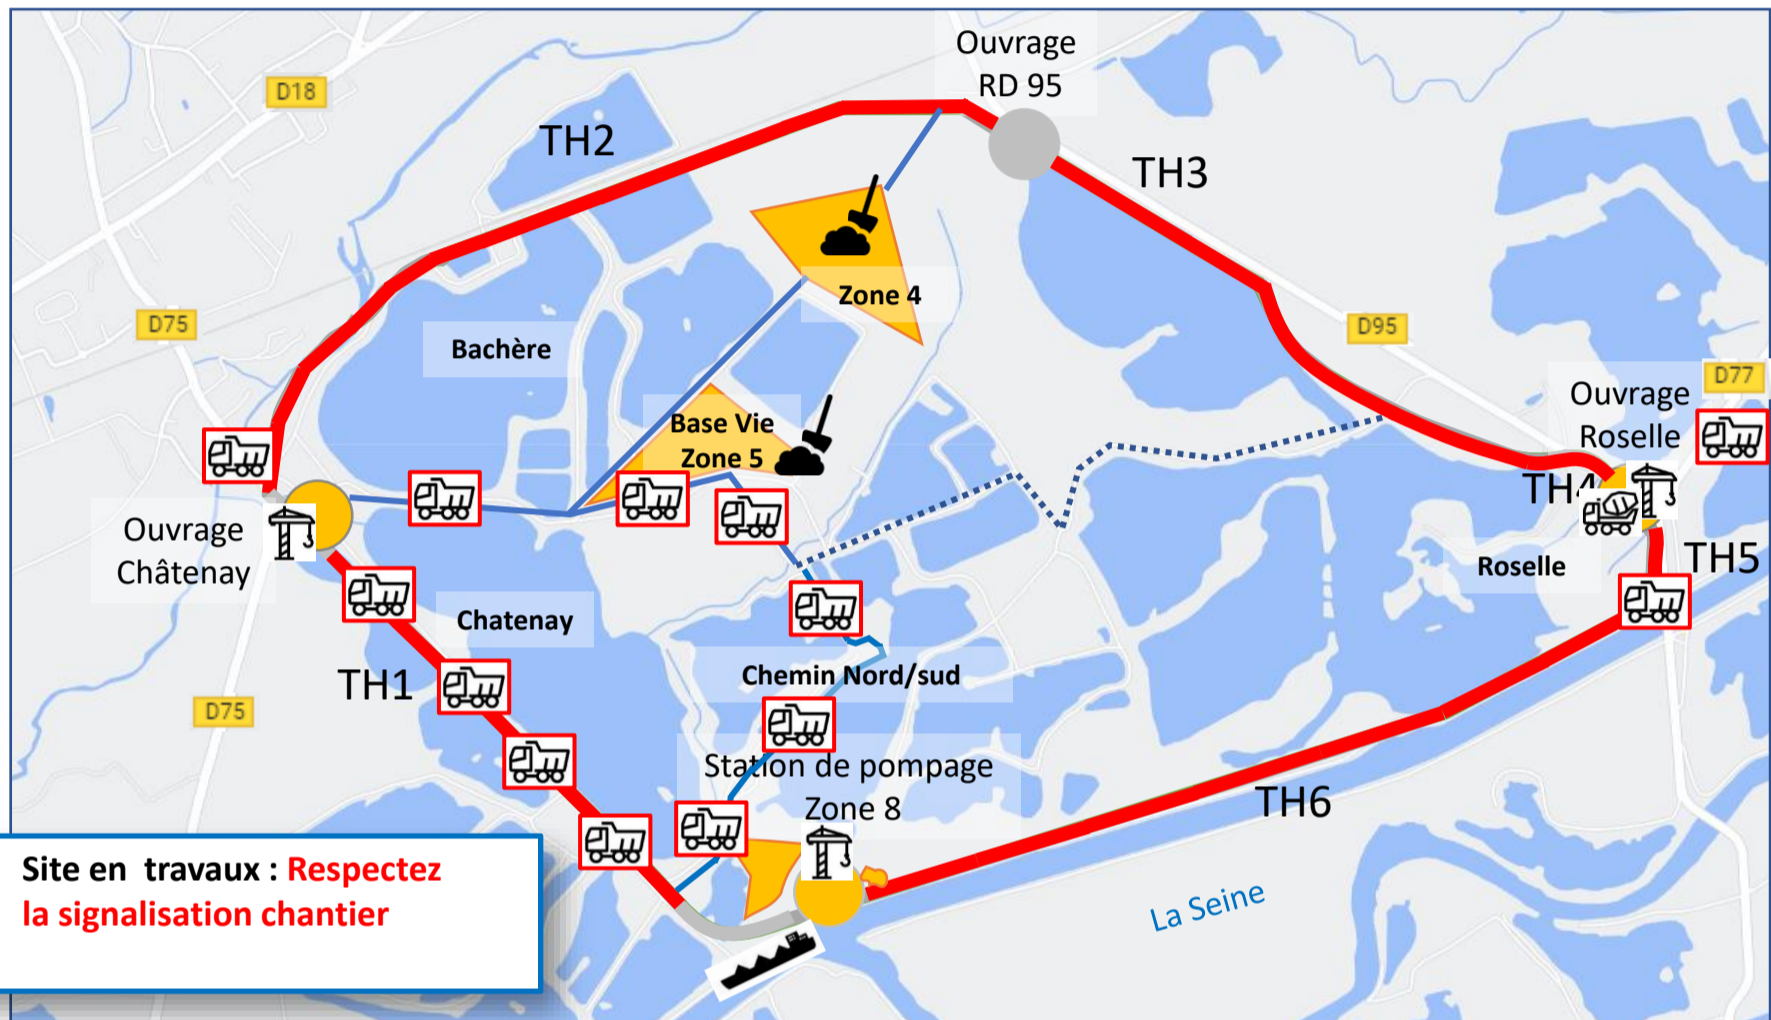 Ouvrage
RD 95
D18
TH2
TH3
Zone 4
D75
D95
Bachère
D77
Ouvrage
Roselle
Base Vie
Zone 5
TH4
Ouvrage
Châtenay
TH5
Roselle
Chatenay
Chemin Nord/sud
TH1
D75
Station de pompage
Zone 8
TH6
Site en travaux : Respectez
la signalisation chantier
La Seine